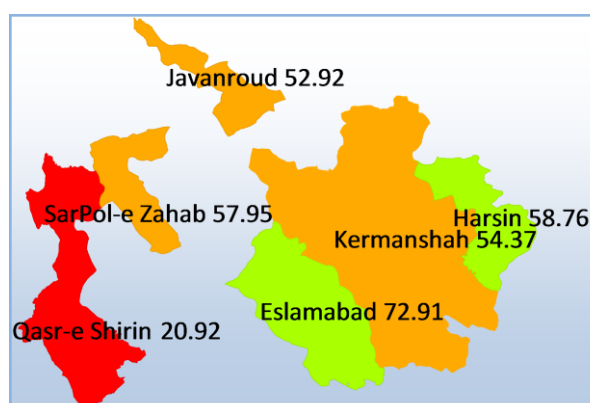 Javanroud 52.92
SarPol-e Zahab 57.95
Harsin 58.76
Kermanshah 54.37
Eslamabad 72.91
Qasr-e Shirin 20.92